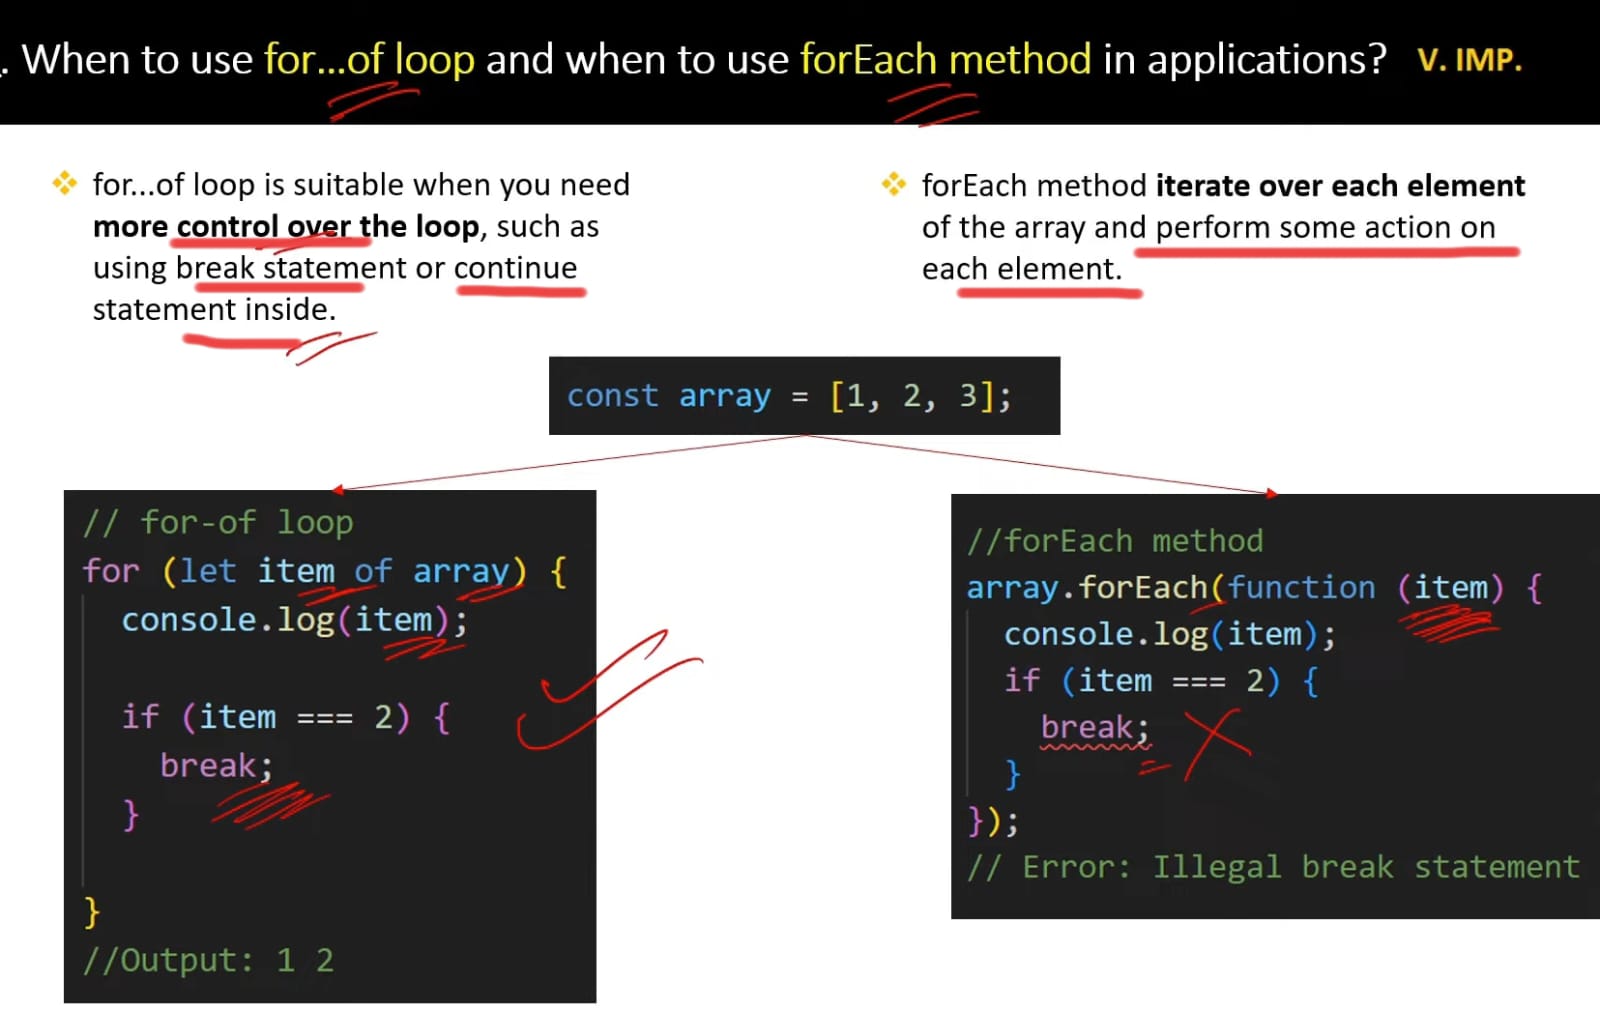 . When to use for...of loop and when to use forEach method in applications? V. IMP.
❖ for...of loop is suitable when you need
more control over the loop, such as
using break statement or continue
statement inside.
❖ forEach method iterate over each element
of the array and perform some action on
each element.
const array = [1, 2, 3];
// for-of loop
for (let item of array) {
console.log(item);
if (item === 2) {
break;
}
}
//Output: 1 2
//forEach method
array.forEach(function (item) {
console.log(item);
if (item === 2) {
break;
}
});
// Error: Illegal break statement